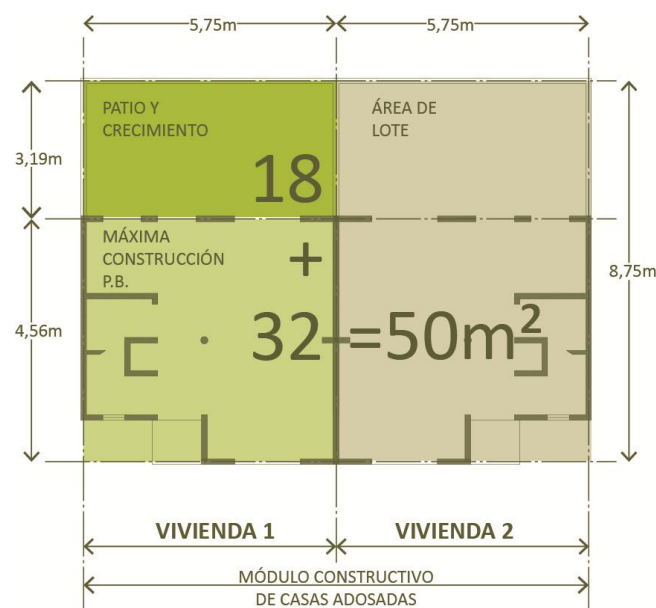 5,75m 5,75m
PATIO Y
CRECIMIENTO
ÁREA DE
LOTE
3,19m
18
MÁXIMA
CONSTRUCCIÓN
P.B.
+
8,75m
4,56m
32 =50m²
VIVIENDA 1 VIVIENDA 2
MÓDULO CONSTRUCTIVO
DE CASAS ADOSADAS